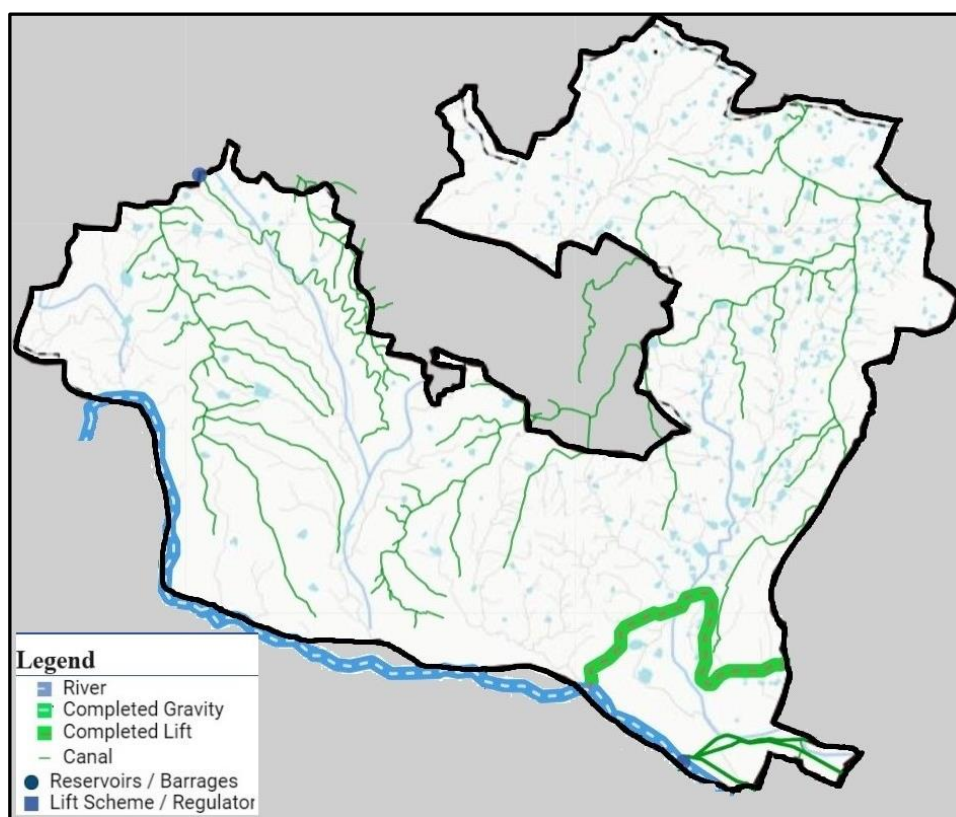 Legend
River
Completed Gravity
Completed Lift
Canal
Reservoirs / Barrages
Lift Scheme / Regulator